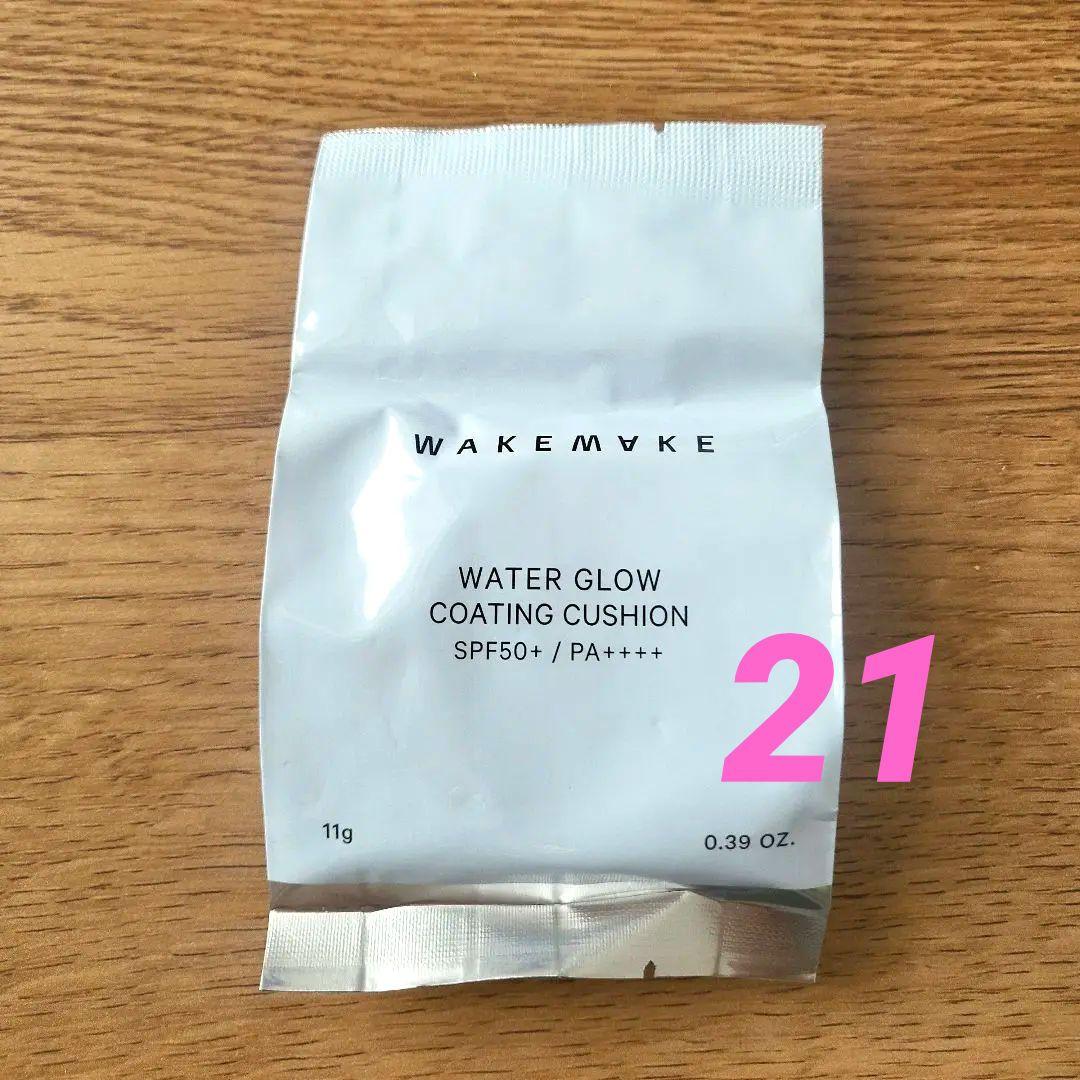 WAKEMAKE
WATER GLOW
COATING CUSHION
SPF50+ / PA++++
21
11g
0.39 OZ.